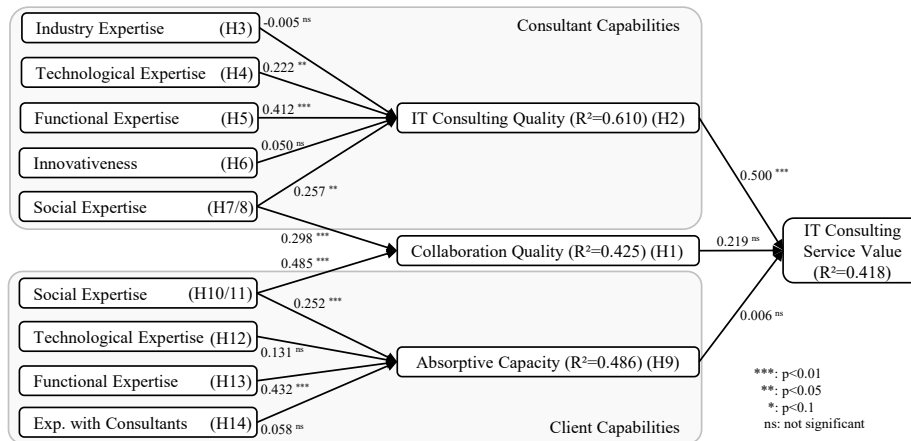 Consultant Capabilities
Industry Expertise (H3)
-0.005 ns
Technological Expertise (H4)
0.222 **
Functional Expertise (H5)
0.412 ***
Innovativeness (H6)
0.050 ns
Social Expertise (H7/8)
0.257 **
0.298 ***
IT Consulting Quality (R²=0.610) (H2)
0.500 ***
Collaboration Quality (R²=0.425) (H1)
0.219 ns
IT Consulting
Service Value
(R²=0.418)
0.485 ***
Social Expertise (H10/11)
0.252 ***
Technological Expertise (H12)
0.131 ns
Functional Expertise (H13)
0.432 ***
Exp. with Consultants (H14)
0.058 ns
Absorptive Capacity (R²=0.486) (H9)
0.006 ns
Client Capabilities
***: p<0.01
**: p<0.05
*: p<0.1
ns: not significant